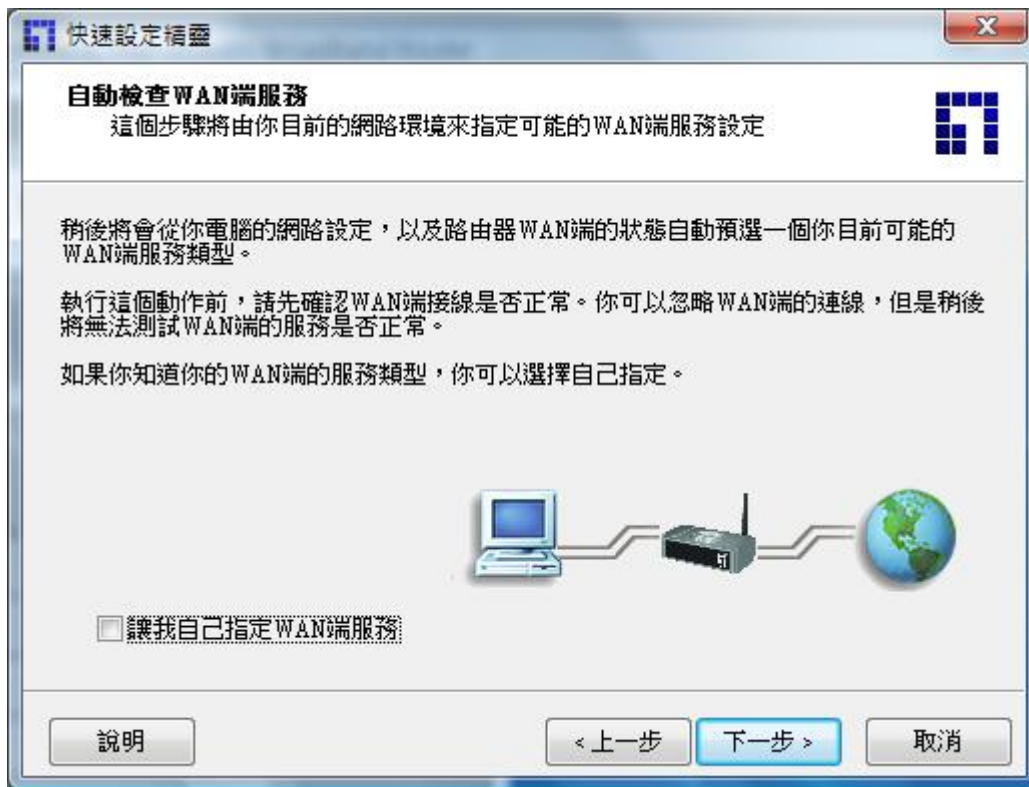 快速設定精靈
自動檢查WAN端服務
這個步驟將由你目前的網路環境來指定可能的WAN端服務設定
稍後將會從你電腦的網路設定，以及路由器WAN端的狀態自動預選一個你目前可能的
WAN端服務類型。
執行這個動作前，請先確認WAN端接線是否正常。你可以忽略WAN端的連線，但是稍後
將無法測試WAN端的服務是否正常。
如果你知道你的WAN端的服務類型，你可以選擇自己指定。
讓我自己指定WAN端服務
說明
<上一步
下一步>
取消